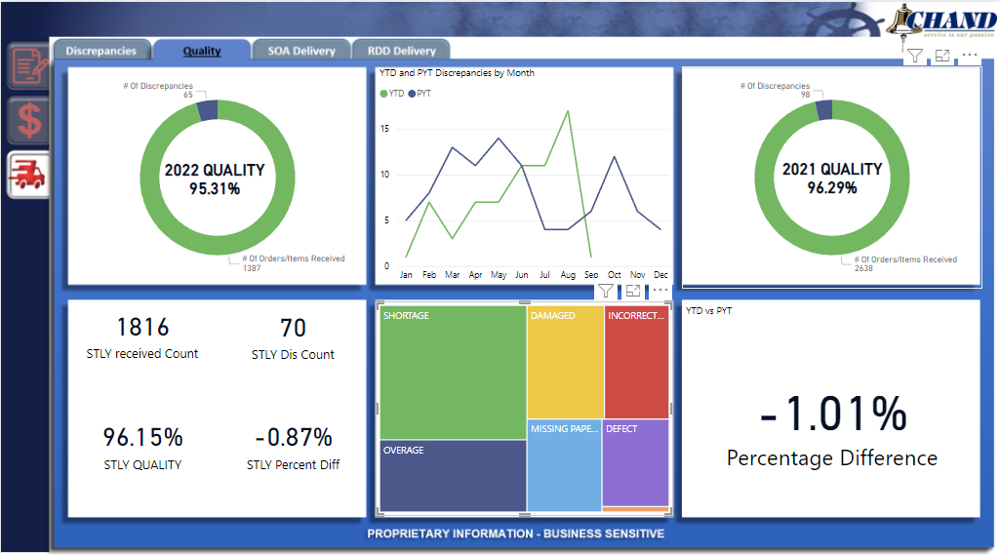 CHAND
service is our passion
Discrepancies
Quality
SOA Delivery
RDD Delivery
# Of Discrepancies
65
2022 QUALITY
95.31%
# Of Orders/Items Received
1387
YTD and PYT Discrepancies by Month
YTD PYT
15
10
5
0
Jan Feb Mar Apr May Jun Jul Aug Sep Oct Nov Dec
# Of Discrepancies
98
2021 QUALITY
96.29%
# Of Orders/Items Received
2638
1816
STLY received Count
70
STLY Dis Count
96.15%
STLY QUALITY
-0.87%
STLY Percent Diff
SHORTAGE
OVERAGE
DAMAGED
INCORRECT...
MISSING PAPE...
DEFECT
YTD vs PYT
-1.01%
Percentage Difference
PROPRIETARY INFORMATION - BUSINESS SENSITIVE